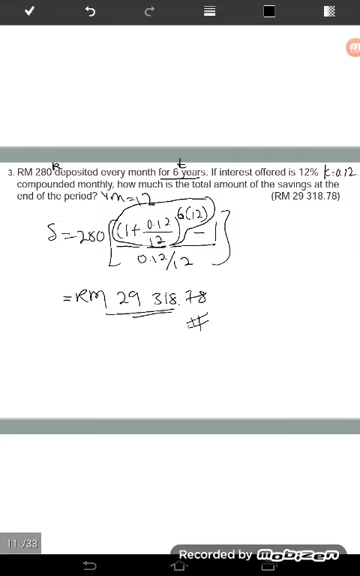 R
t
3. RM 280 deposited every month for 6 years. If interest offered is 12% k=0.12
compounded monthly, how much is the total amount of the savings at the
end of the period? m=12 (RM 29 318.78)
S = 280 [ (1 + 0.12/12)^6(12) - 1 / 0.12/12 ]
= RM 29 318.78
#
11 /33
Recorded by mobizen